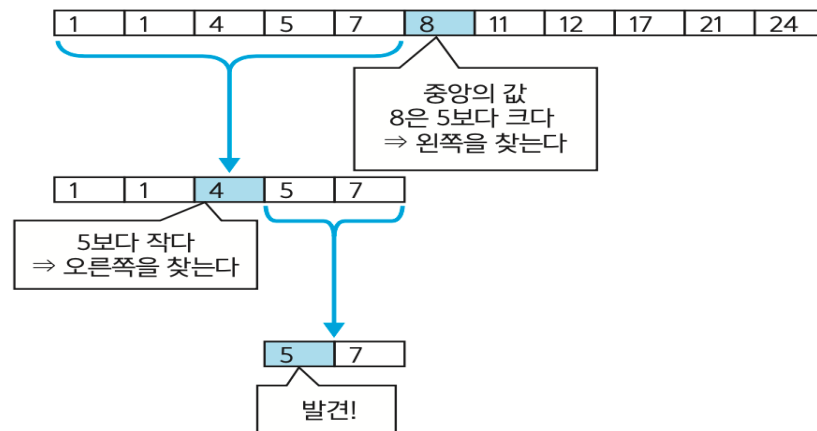 1 1 4 5 7 8 11 12 17 21 24
중앙의 값
8은 5보다 크다
⇒ 왼쪽을 찾는다
1 1 4 5 7
5보다 작다
⇒ 오른쪽을 찾는다
5 7
발견!